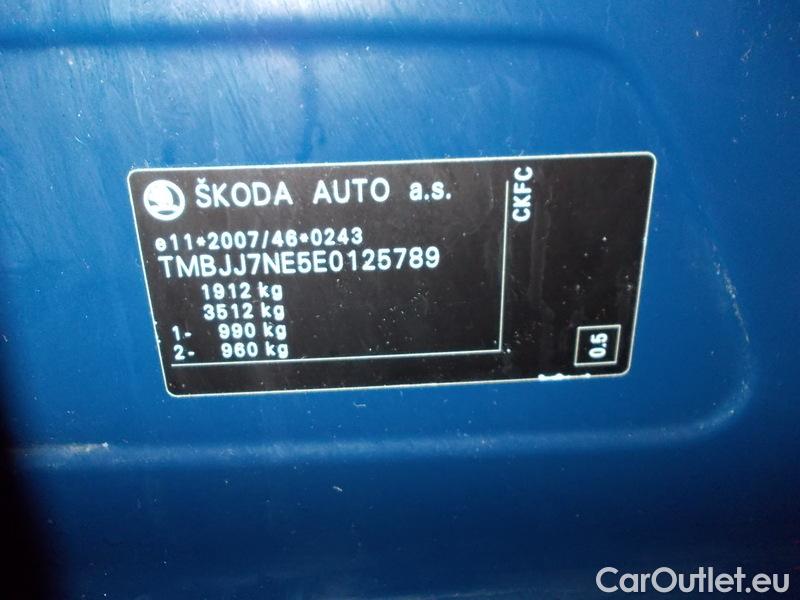 ŠKODA AUTO a.s.
CKFC
e11*2007/46*0243
TMBJJ7NE5E0125789
1912 kg
3512 kg
1- 990 kg
2- 960 kg
0.5
CarOutlet.eu